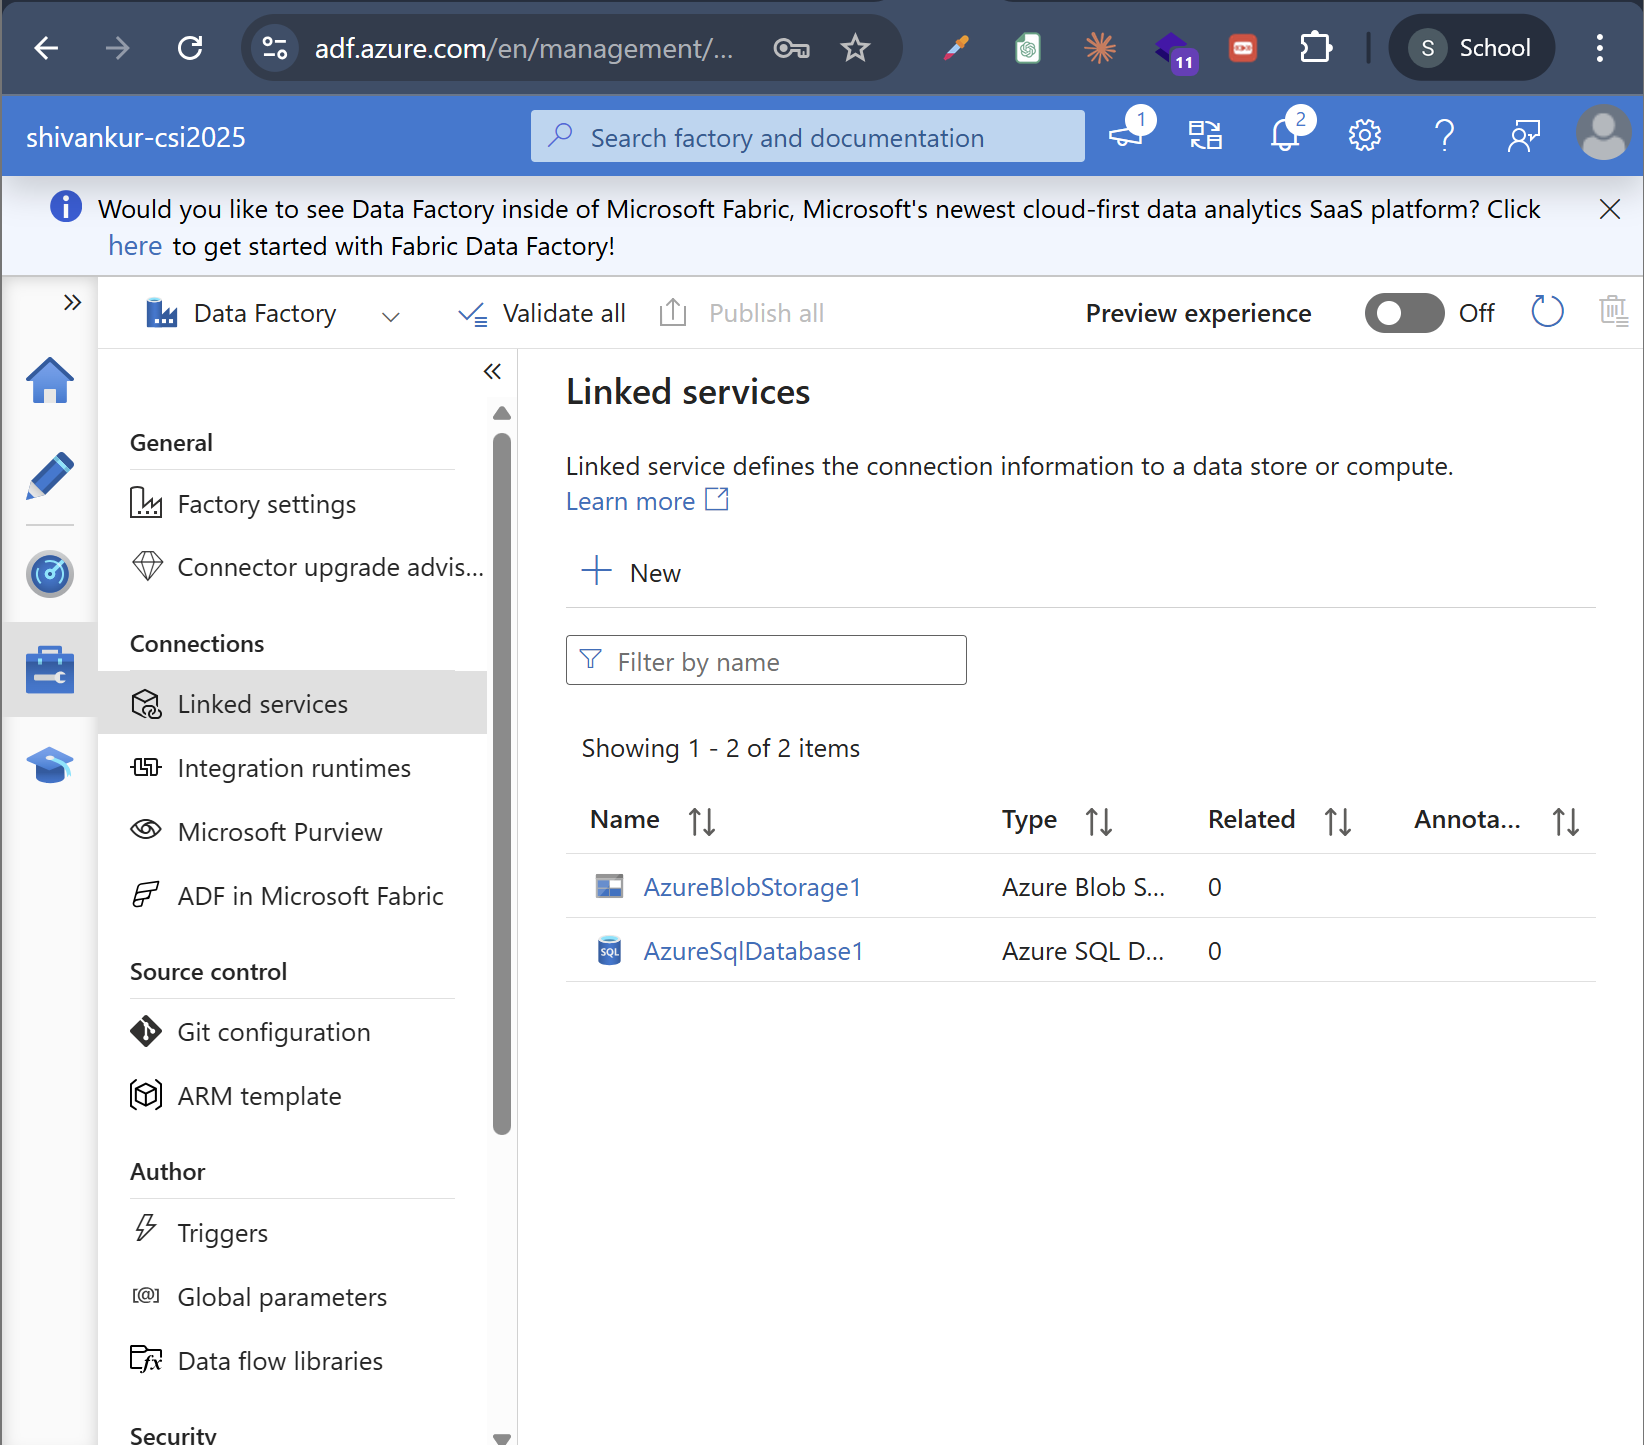 adf.azure.com/en/management/...
11
S School
shivankur-csi2025
Search factory and documentation
1
2
Would you like to see Data Factory inside of Microsoft Fabric, Microsoft's newest cloud-first data analytics SaaS platform? Click
here to get started with Fabric Data Factory!
Data Factory
Validate all
Publish all
Preview experience
Off
General
Factory settings
Connector upgrade advis...
Connections
Linked services
Integration runtimes
Microsoft Purview
ADF in Microsoft Fabric
Source control
Git configuration
ARM template
Author
Triggers
Global parameters
Data flow libraries
Security
Linked services
Linked service defines the connection information to a data store or compute.
Learn more
New
Filter by name
Showing 1 - 2 of 2 items
Name Type Related Annota...
AzureBlobStorage1 Azure Blob S... 0
SQL AzureSqlDatabase1 Azure SQL D... 0